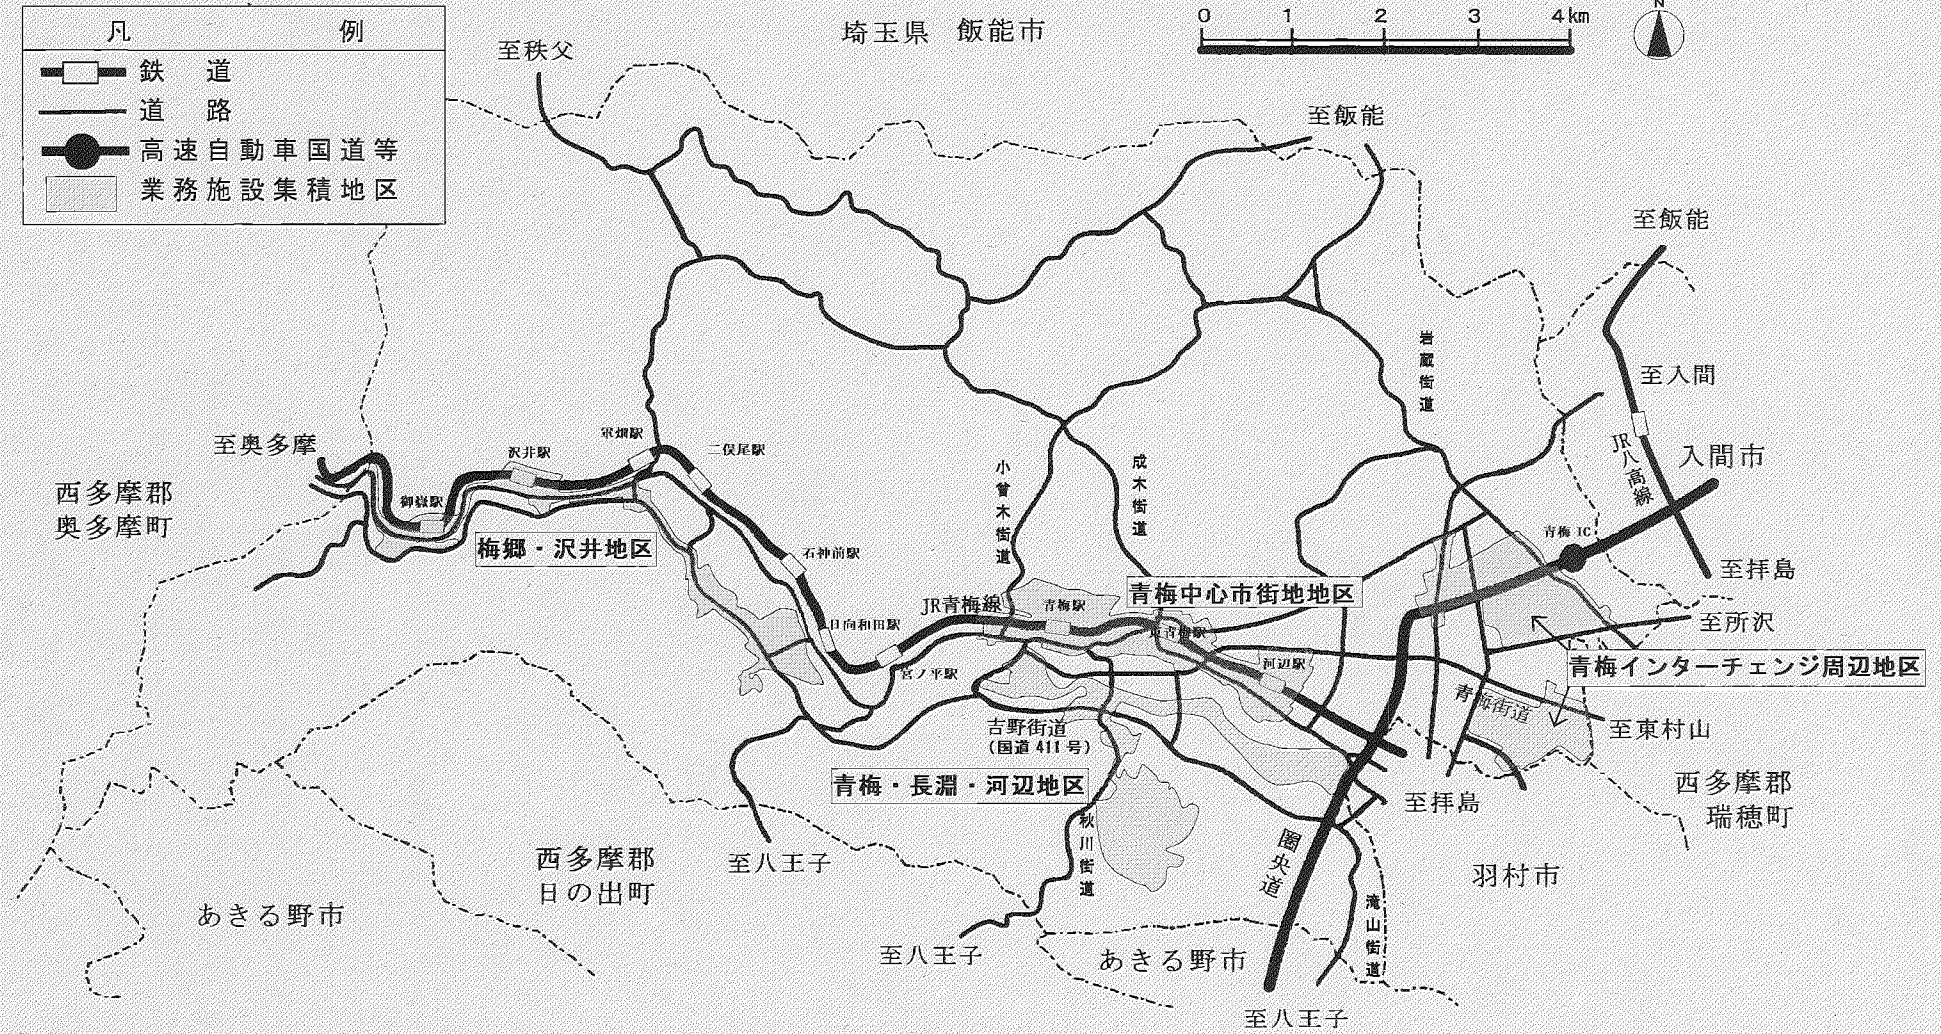 凡 例
鉄 道
道 路
高速自動車国道等
業務施設集積地区
0 1 2 3 4km
N
埼玉県 飯能市
至秩父
至飯能
至飯能
至入間
JR八高線
入間市
岩蔵街道
成木街道
小曾木街道
至奥多摩
西多摩郡
奥多摩町
御嶽駅
沢井駅
軍畑駅
二俣尾駅
石神前駅
日向和田駅
宮ノ平駅
JR青梅線
青梅駅
東青梅駅
河辺駅
梅郷・沢井地区
青梅中心市街地地区
青梅 IC
至拝島
至所沢
青梅インターチェンジ周辺地区
青梅街道
至東村山
吉野街道
(国道411号)
青梅・長淵・河辺地区
至拝島
西多摩郡
瑞穂町
秋川街道
圏央道
滝山街道
羽村市
至八王子
西多摩郡
日の出町
あきる野市
至八王子
あきる野市
至八王子